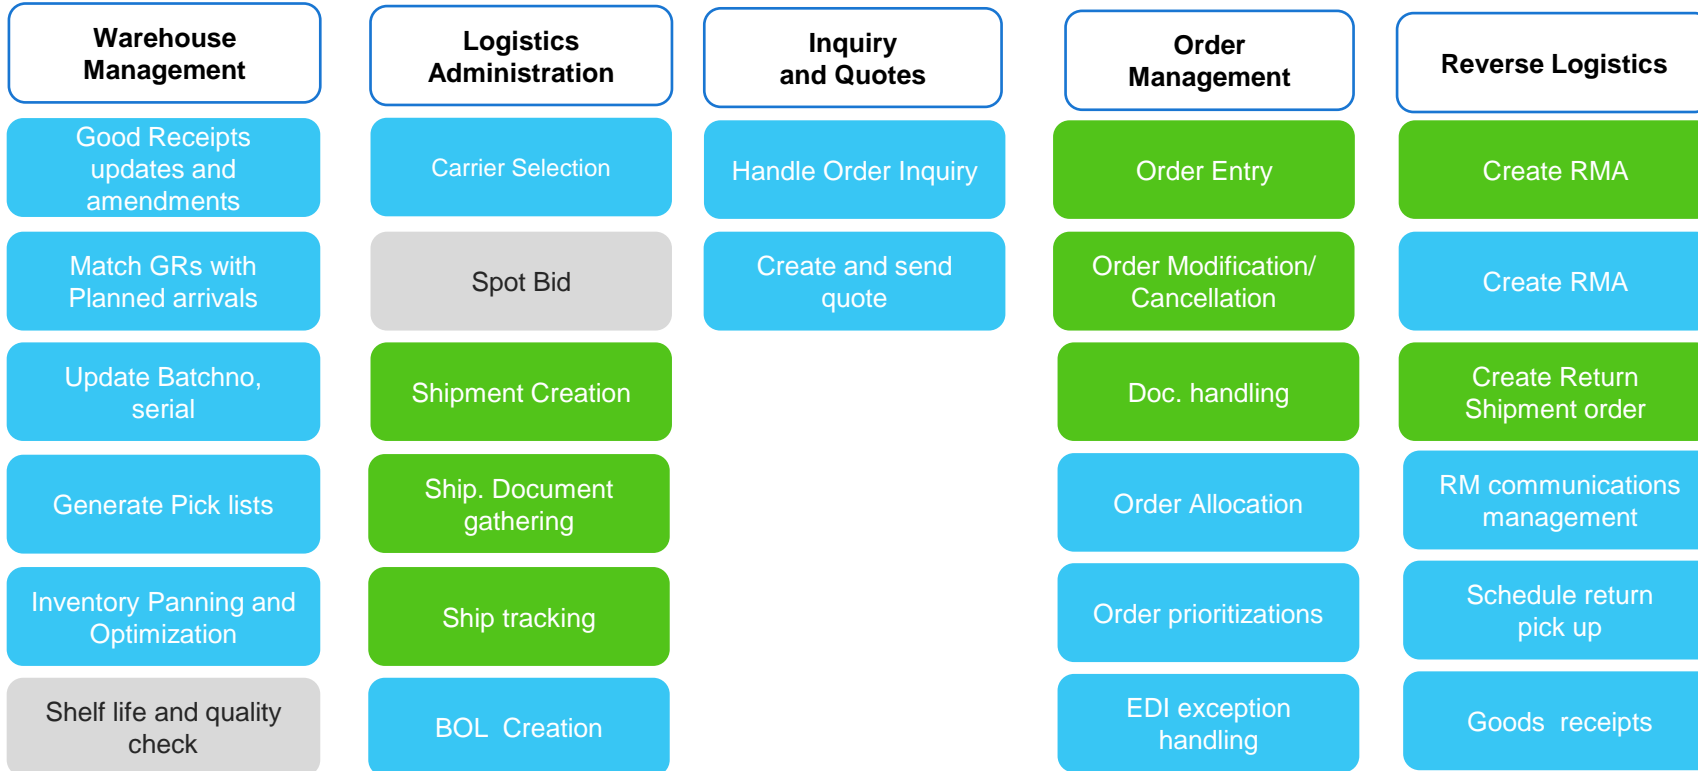 Warehouse
Management
Good Receipts
updates and
amendments
Match GRs with
Planned arrivals
Update Batchno,
serial
Generate Pick lists
Inventory Panning and
Optimization
Shelf life and quality
check
Logistics
Administration
Carrier Selection
Spot Bid
Shipment Creation
Ship. Document
gathering
Ship tracking
BOL Creation
Inquiry
and Quotes
Handle Order Inquiry
Create and send
quote
Order
Management
Order Entry
Order Modification/
Cancellation
Doc. handling
Order Allocation
Order prioritizations
EDI exception
handling
Reverse Logistics
Create RMA
Create RMA
Create Return
Shipment order
RM communications
management
Schedule return
pick up
Goods receipts